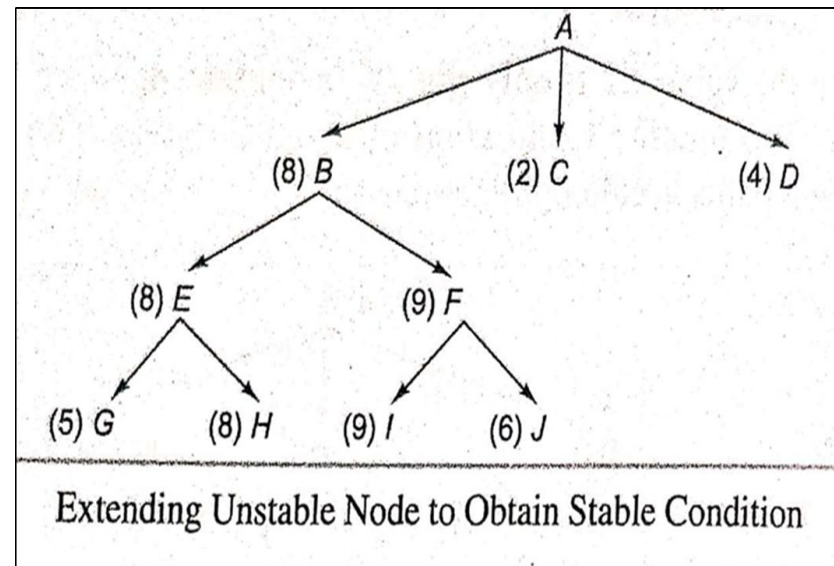 A
(8) B (2) C (4) D
(8) E (9) F
(5) G (8) H (9) I (6) J
Extending Unstable Node to Obtain Stable Condition